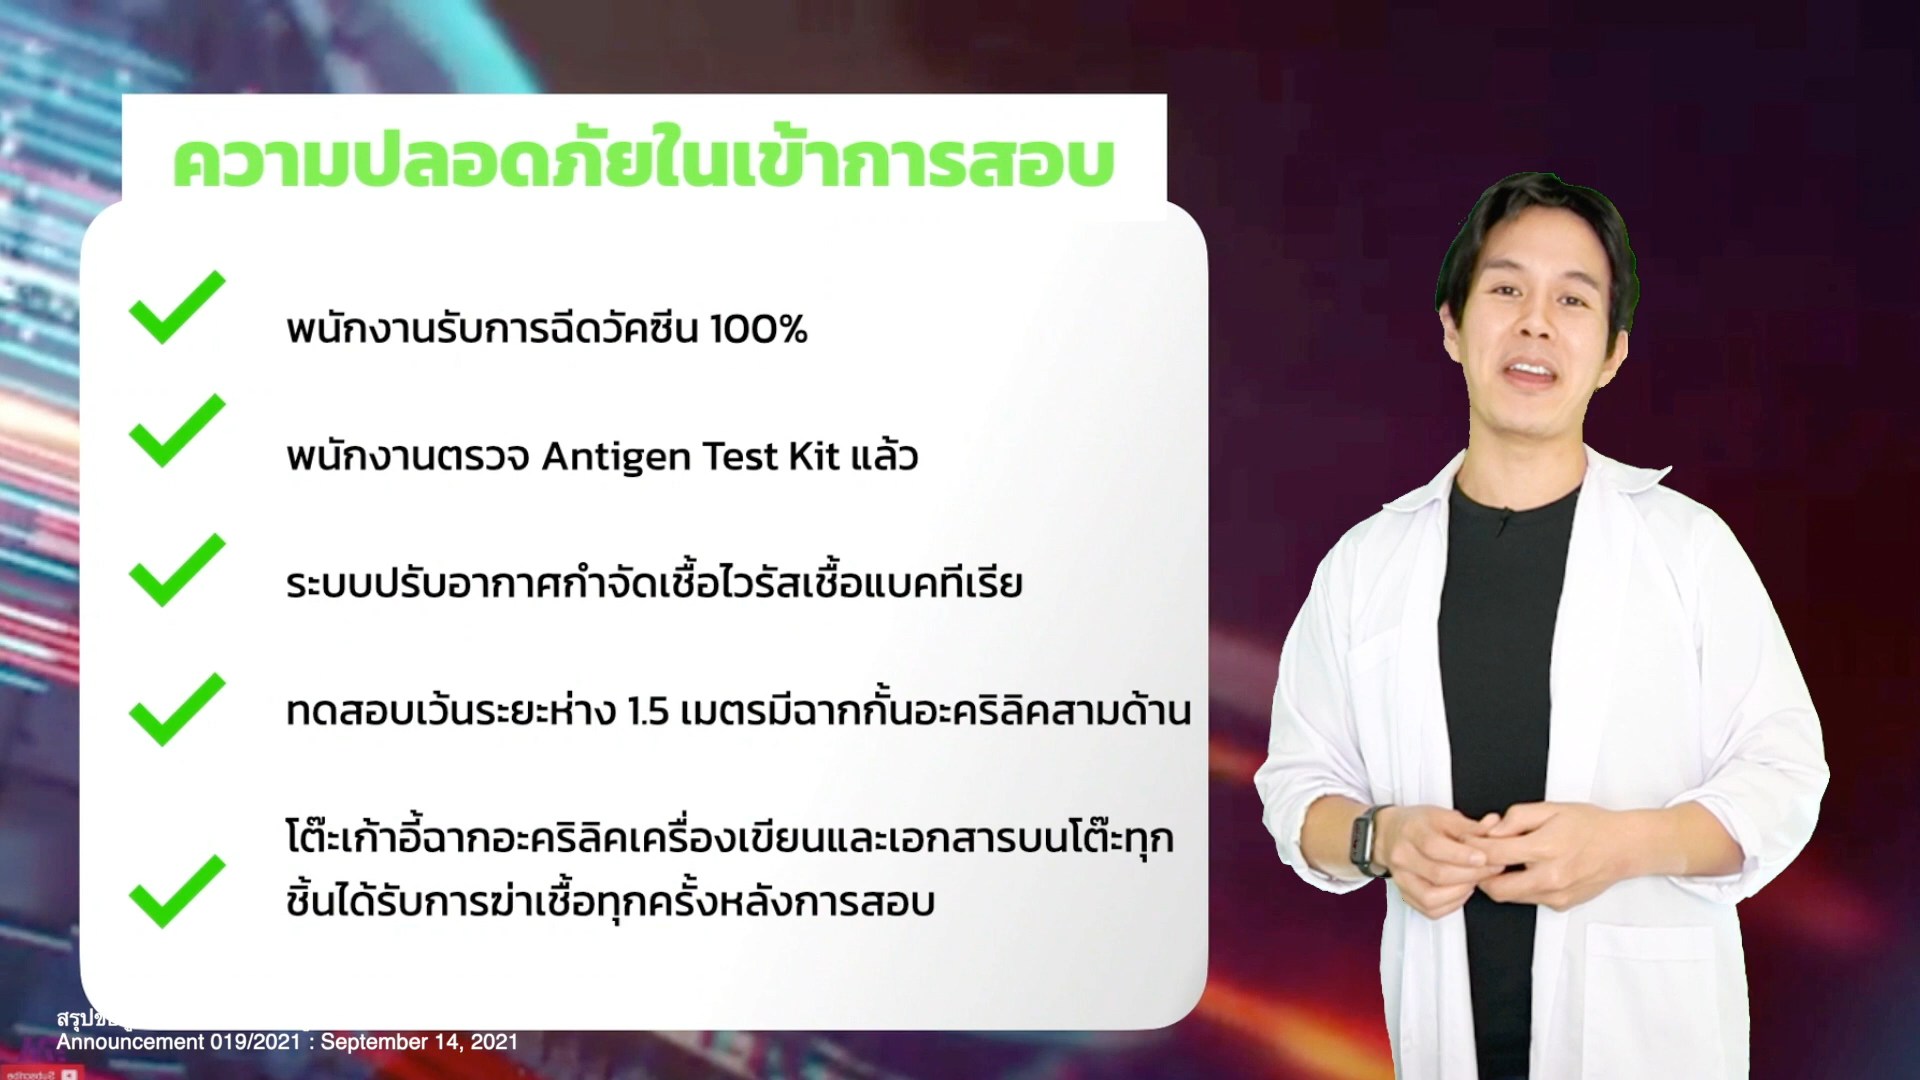 ความปลอดภัยในเข้าการสอบ
พนักงานรับการฉีดวัคซีน 100%
พนักงานตรวจ Antigen Test Kit แล้ว
ระบบปรับอากาศกำจัดเชื้อไวรัสเชื้อแบคทีเรีย
ทดสอบเว้นระยะห่าง 1.5 เมตรมีฉากกั้นอะคริลิคสามด้าน
โต๊ะเก้าอี้ฉากอะคริลิคเครื่องเขียนและเอกสารบนโต๊ะทุก
ชิ้นได้รับการฆ่าเชื้อทุกครั้งหลังการสอบ
Announcement 019/2021 : September 14, 2021